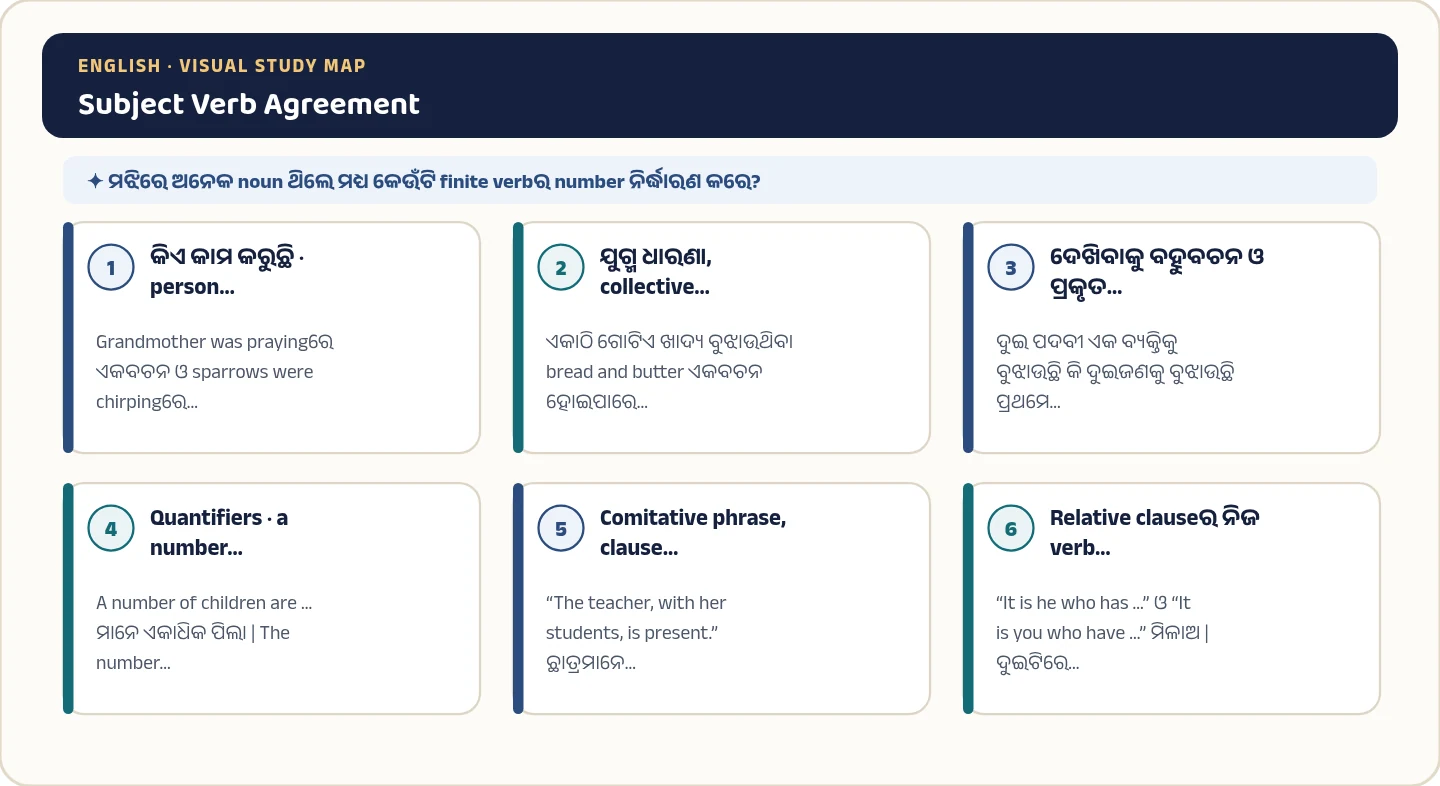 ENGLISH · VISUAL STUDY MAP
Subject Verb Agreement
✦ ମଝିରେ ଅନେକ noun ଥିଲେ ମଧ୍ୟ କେଉଁଟି finite verbର number ନିର୍ଦ୍ଧାରଣ କରେ?
1
କିଏ କାମ କରୁଛି ·
person...
Grandmother was prayingରେ
ଏକବଚନ ଓ sparrows were
chirpingରେ...
2
ଯୁଗ୍ମ ଧାରଣା,
collective...
ଏକାଠି ଗୋଟିଏ ଖାଦ୍ୟ ବୁଝାଉଥିବା
bread and butter ଏକବଚନ
ହୋଇପାରେ...
3
ଦେଖିବାକୁ ବହୁବଚନ ଓ
ପ୍ରକୃତ...
ଦୁଇ ପଦବୀ ଏକ ବ୍ୟକ୍ତିକୁ
ବୁଝାଉଛି କି ଦୁଇଜଣକୁ ବୁଝାଉଛି
ପ୍ରଥମେ...
4
Quantifiers · a
number...
A number of children are ...
ମାନେ ଏକାଧିକ ପିଲା | The
number...
5
Comitative phrase,
clause...
“The teacher, with her
students, is present.”
ଛାତ୍ରମାନେ...
6
Relative clauseର ନିଜ
verb...
“It is he who has ...” ଓ “It
is you who have ...” ମିଳାଅ |
ଦୁଇଟିରେ...